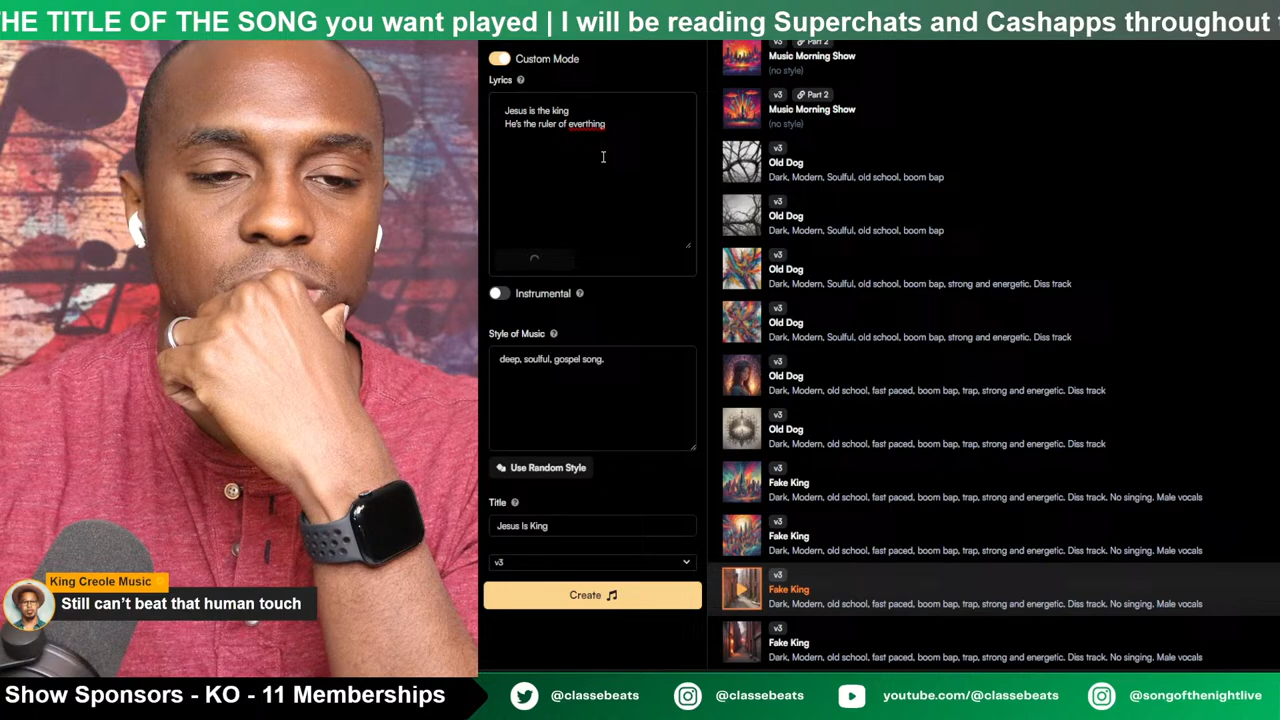 THE TITLE OF THE SONG you want played | I will be reading Superchats and Cashapps throughout
Custom Mode
Lyrics
Jesus is the king
He's the ruler of everthing
Instrumental
Style of Music
deep, soulful, gospel song.
Use Random Style
Title
Jesus Is King
v3
Create
v3 Part 2
Music Morning Show
(no style)
v3 Part 2
Music Morning Show
(no style)
v3
Old Dog
Dark, Modern, Soulful, old school, boom bap
v3
Old Dog
Dark, Modern, Soulful, old school, boom bap
v3
Old Dog
Dark, Modern, Soulful, old school, boom bap, strong and energetic. Diss track
v3
Old Dog
Dark, Modern, Soulful, old school, boom bap, strong and energetic. Diss track
v3
Old Dog
Dark, Modern, old school, fast paced, boom bap, trap, strong and energetic. Diss track
v3
Old Dog
Dark, Modern, old school, fast paced, boom bap, trap, strong and energetic. Diss track
v3
Fake King
Dark, Modern, old school, fast paced, boom bap, trap, strong and energetic. Diss track. No singing. Male vocals
v3
Fake King
Dark, Modern, old school, fast paced, boom bap, trap, strong and energetic. Diss track. No singing. Male vocals
v3
Fake King
Dark, Modern, old school, fast paced, boom bap, trap, strong and energetic. Diss track. No singing. Male vocals
v3
Fake King
Dark, Modern, old school, fast paced, boom bap, trap, strong and energetic. Diss track. No singing. Male vocals
King Creole Music
Still can't beat that human touch
Show Sponsors - KO - 11 Memberships
@classebeats
@classebeats
youtube.com/@classebeats
@songofthenightlive